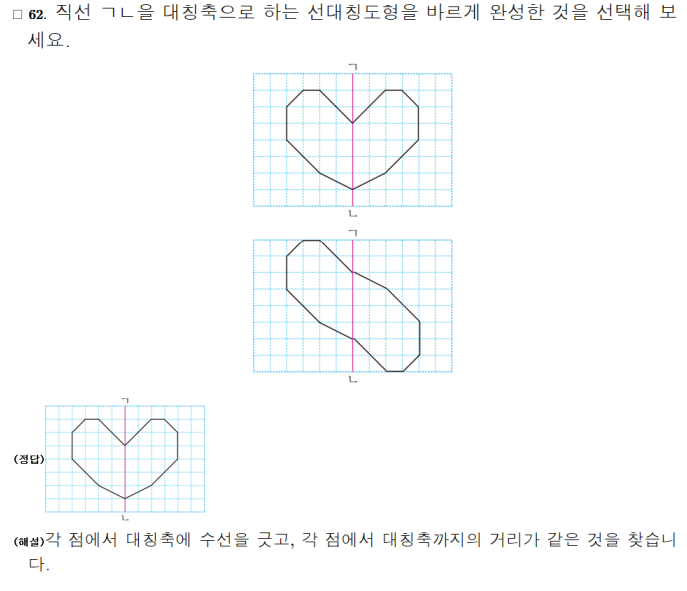 □ 62. 직선 ㄱㄴ을 대칭축으로 하는 선대칭도형을 바르게 완성한 것을 선택해 보
세요.
ㄱ
ㄴ
ㄱ
ㄴ
ㄱ
(정답)
ㄴ
(해설)각 점에서 대칭축에 수선을 긋고, 각 점에서 대칭축까지의 거리가 같은 것을 찾습니
다.